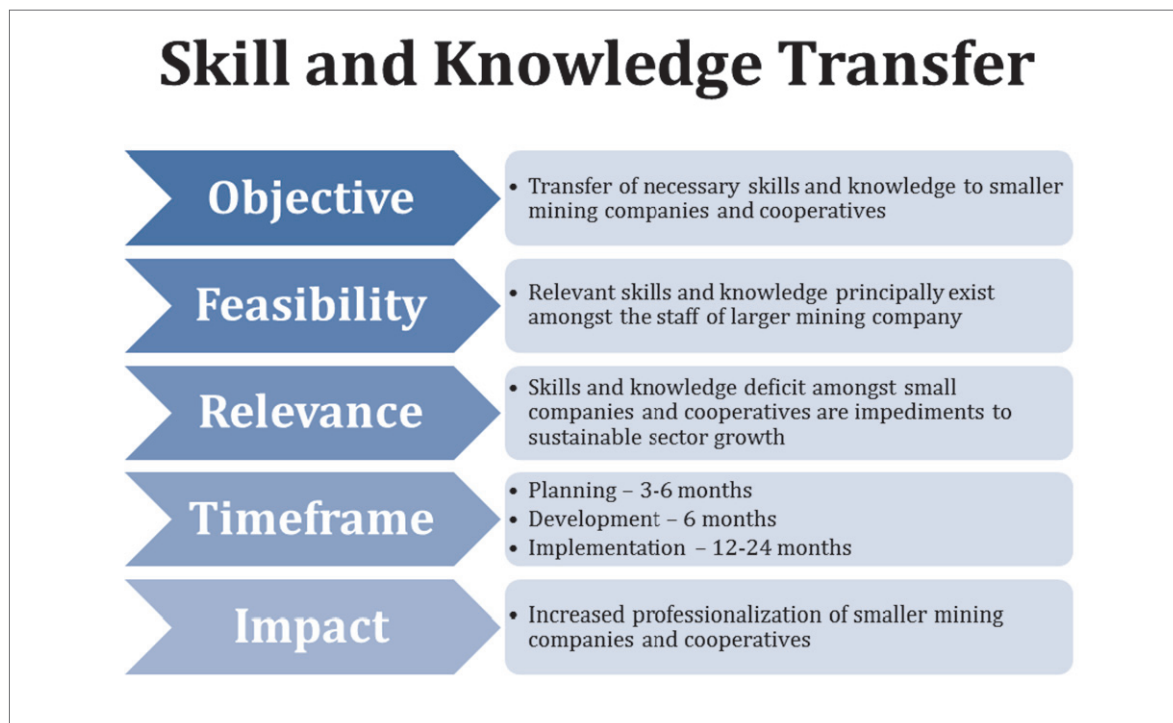 Skill and Knowledge Transfer
Objective
• Transfer of necessary skills and knowledge to smaller
mining companies and cooperatives
Feasibility
• Relevant skills and knowledge principally exist
amongst the staff of larger mining company
Relevance
• Skills and knowledge deficit amongst small
companies and cooperatives are impediments to
sustainable sector growth
Timeframe
• Planning – 3-6 months
• Development – 6 months
• Implementation – 12-24 months
Impact
• Increased professionalization of smaller mining
companies and cooperatives